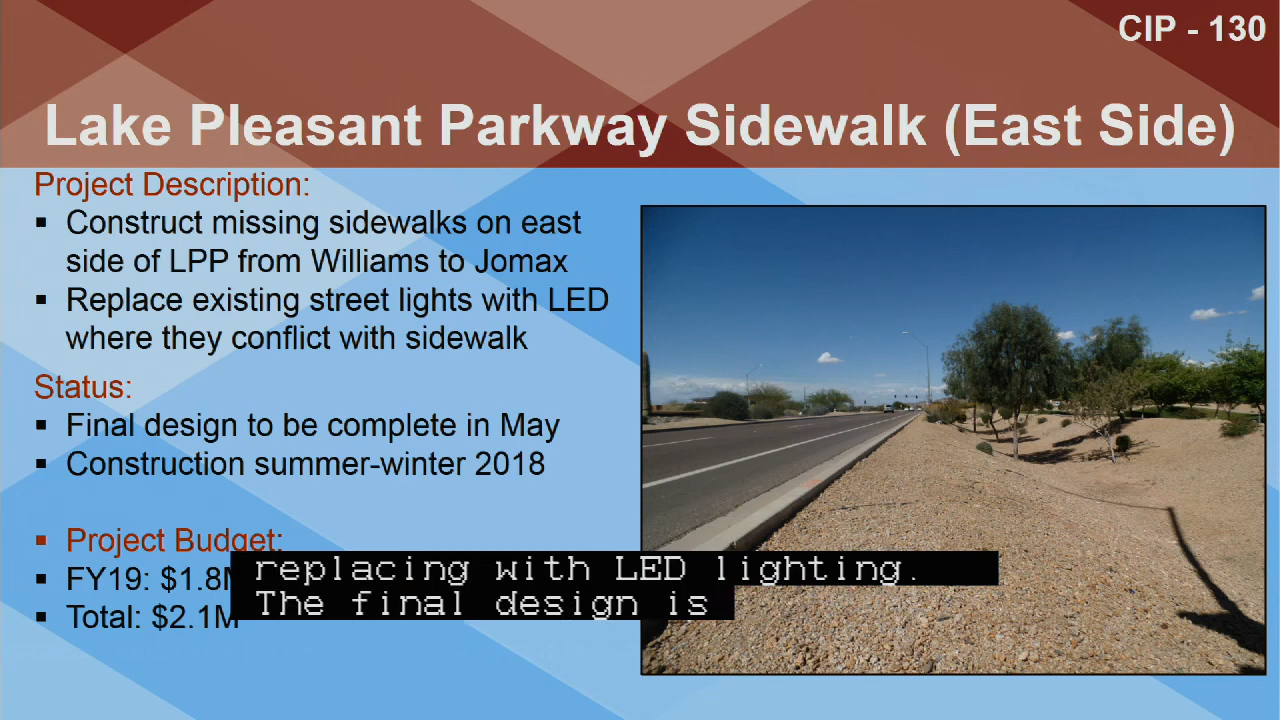 CIP - 130
Lake Pleasant Parkway Sidewalk (East Side)
Project Description:
Construct missing sidewalks on east
side of LPP from Williams to Jomax
Replace existing street lights with LED
where they conflict with sidewalk
Status:
Final design to be complete in May
Construction summer-winter 2018
Project Budget:
FY19: $1.8M
Total: $2.1M
replacing with LED lighting.
The final design is